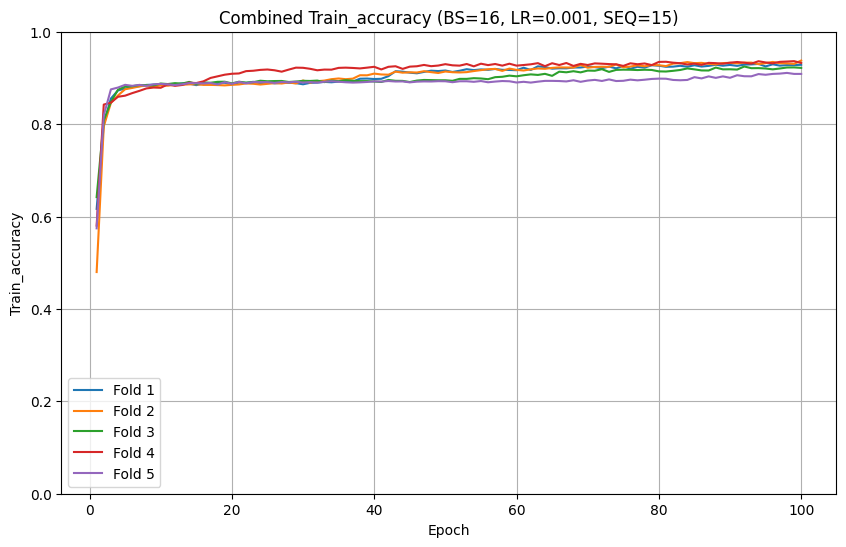 Combined Train_accuracy (BS=16, LR=0.001, SEQ=15)
Train_accuracy
1.0
0.8
0.6
0.4
0.2
0.0
Fold 1
Fold 2
Fold 3
Fold 4
Fold 5
0 20 40 60 80 100
Epoch